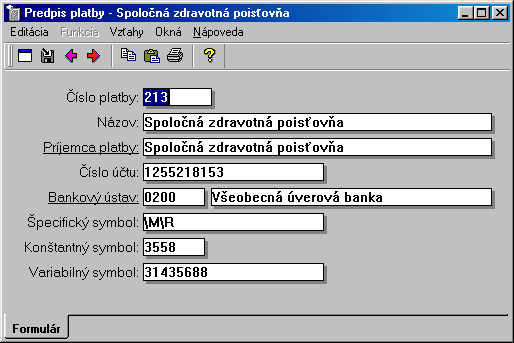 Predpis platby - Spoločná zdravotná poisťovňa
Editácia Funkcia Vzťahy Okná Nápoveda
Číslo platby: 213
Názov: Spoločná zdravotná poisťovňa
Príjemca platby: Spoločná zdravotná poisťovňa
Číslo účtu: 1255218153
Bankový ústav: 0200 Všeobecná úverová banka
Špecifický symbol: \M\R
Konštantný symbol: 3558
Variabilný symbol: 31435688
Formulár